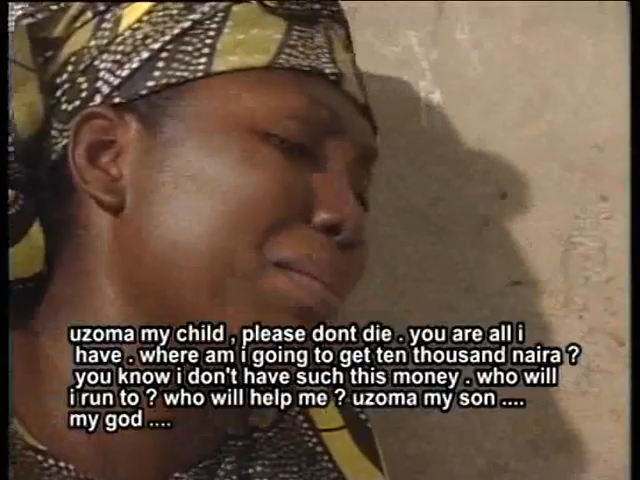 uzoma my child , please dont die . you are all i
have . where am i going to get ten thousand naira ?
you know i don't have such this money . who will
i run to ? who will help me ? uzoma my son ....
my god ....